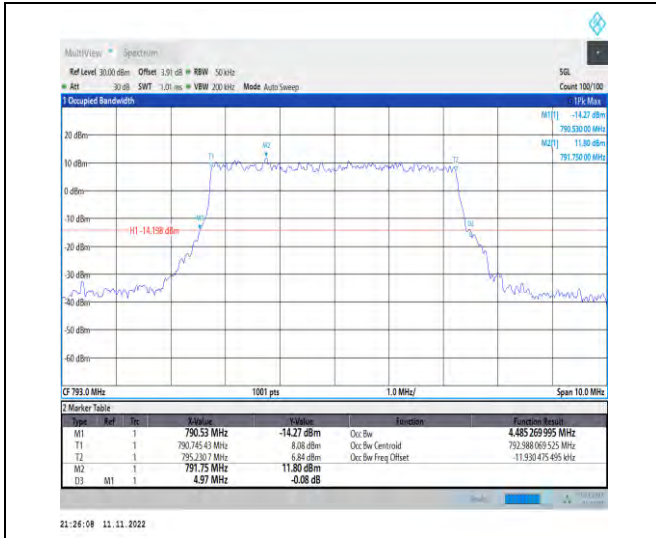 MultiView Spectrum
Ref Level 30.00 dBm Offset 3.91 dB RBW 50 kHz SGL
Att 30 dB SWT 1.01 ms VBW 200 kHz Mode Auto Sweep Count 100/100
1 Occupied Bandwidth 1Pk Max
M1[1] -14.27 dBm
790.530 00 MHz
M2[1] 11.80 dBm
791.750 00 MHz
20 dBm
M2
T1 T2
10 dBm
0 dBm
-10 dBm
M1
H1 -14.198 dBm
-20 dBm
-30 dBm
-40 dBm
-50 dBm
-60 dBm
CF 793.0 MHz 1001 pts 1.0 MHz/ Span 10.0 MHz
2 Marker Table
Type Ref Trc X-Value Y-Value Function Function Result
M1 1 790.53 MHz -14.27 dBm Occ Bw 4.485 269 995 MHz
T1 1 790.745 43 MHz 8.08 dBm Occ Bw Centroid 792.988 069 525 MHz
T2 1 795.230 7 MHz 6.84 dBm Occ Bw Freq Offset -11.930 475 495 kHz
M2 1 791.75 MHz 11.80 dBm
D3 M1 1 4.97 MHz -0.08 dB
21:26:08 11.11.2022